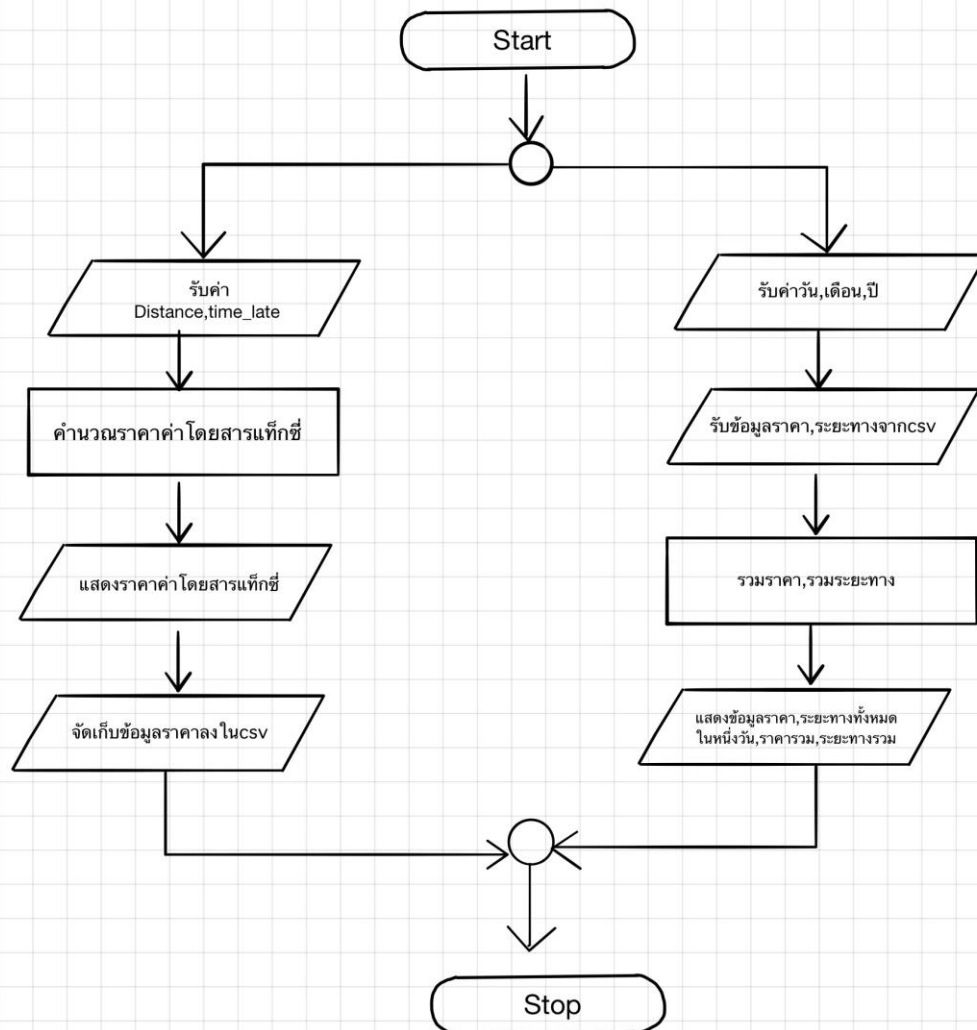 Start
รับค่า
Distance,time_late
คำนวณราคาค่าโดยสารแท็กซี่
แสดงราคาค่าโดยสารแท็กซี่
จัดเก็บข้อมูลราคาลงในcsv
รับค่าวัน,เดือน,ปี
รับข้อมูลราคา,ระยะทางจากcsv
รวมราคา,รวมระยะทาง
แสดงข้อมูลราคา,ระยะทางทั้งหมด
ในหนึ่งวัน,ราคารวม,ระยะทางรวม
Stop